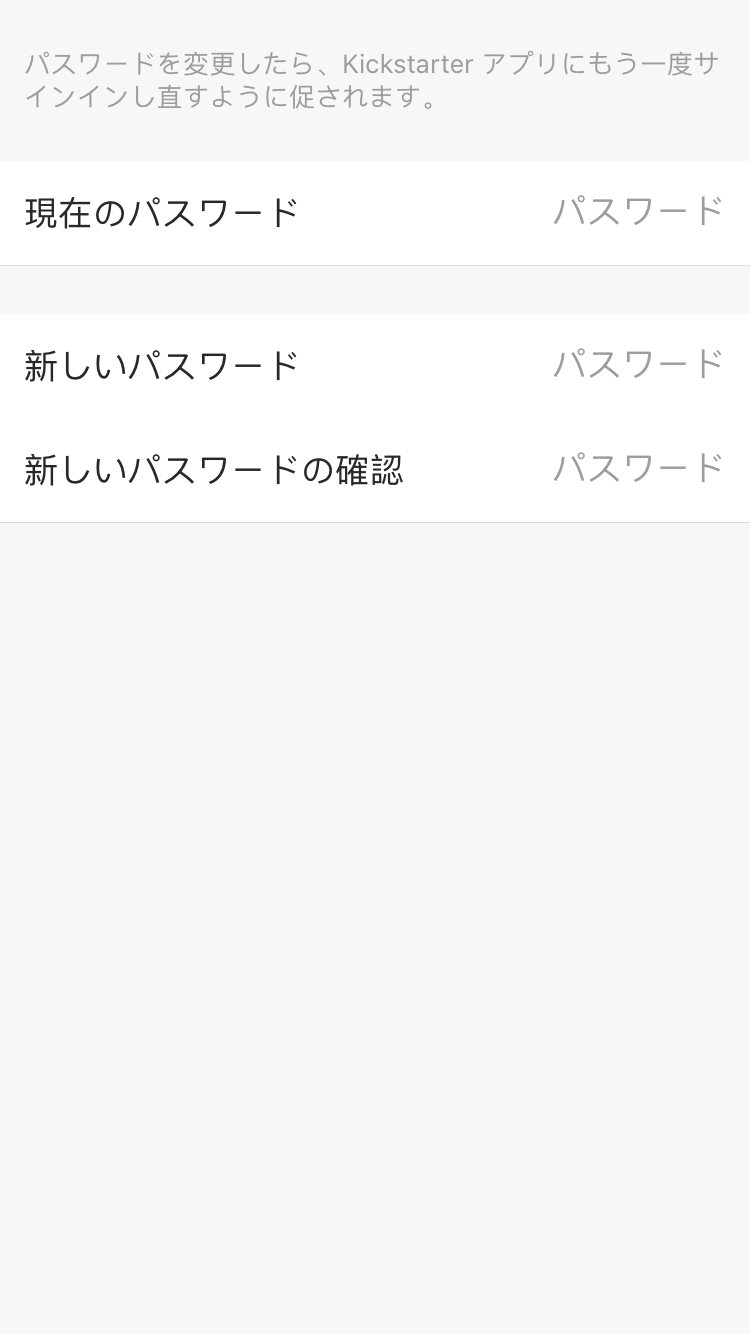 パスワードを変更したら、Kickstarter アプリにもう一度サ
インインし直すように促されます。
現在のパスワード パスワード
新しいパスワード パスワード
新しいパスワードの確認 パスワード